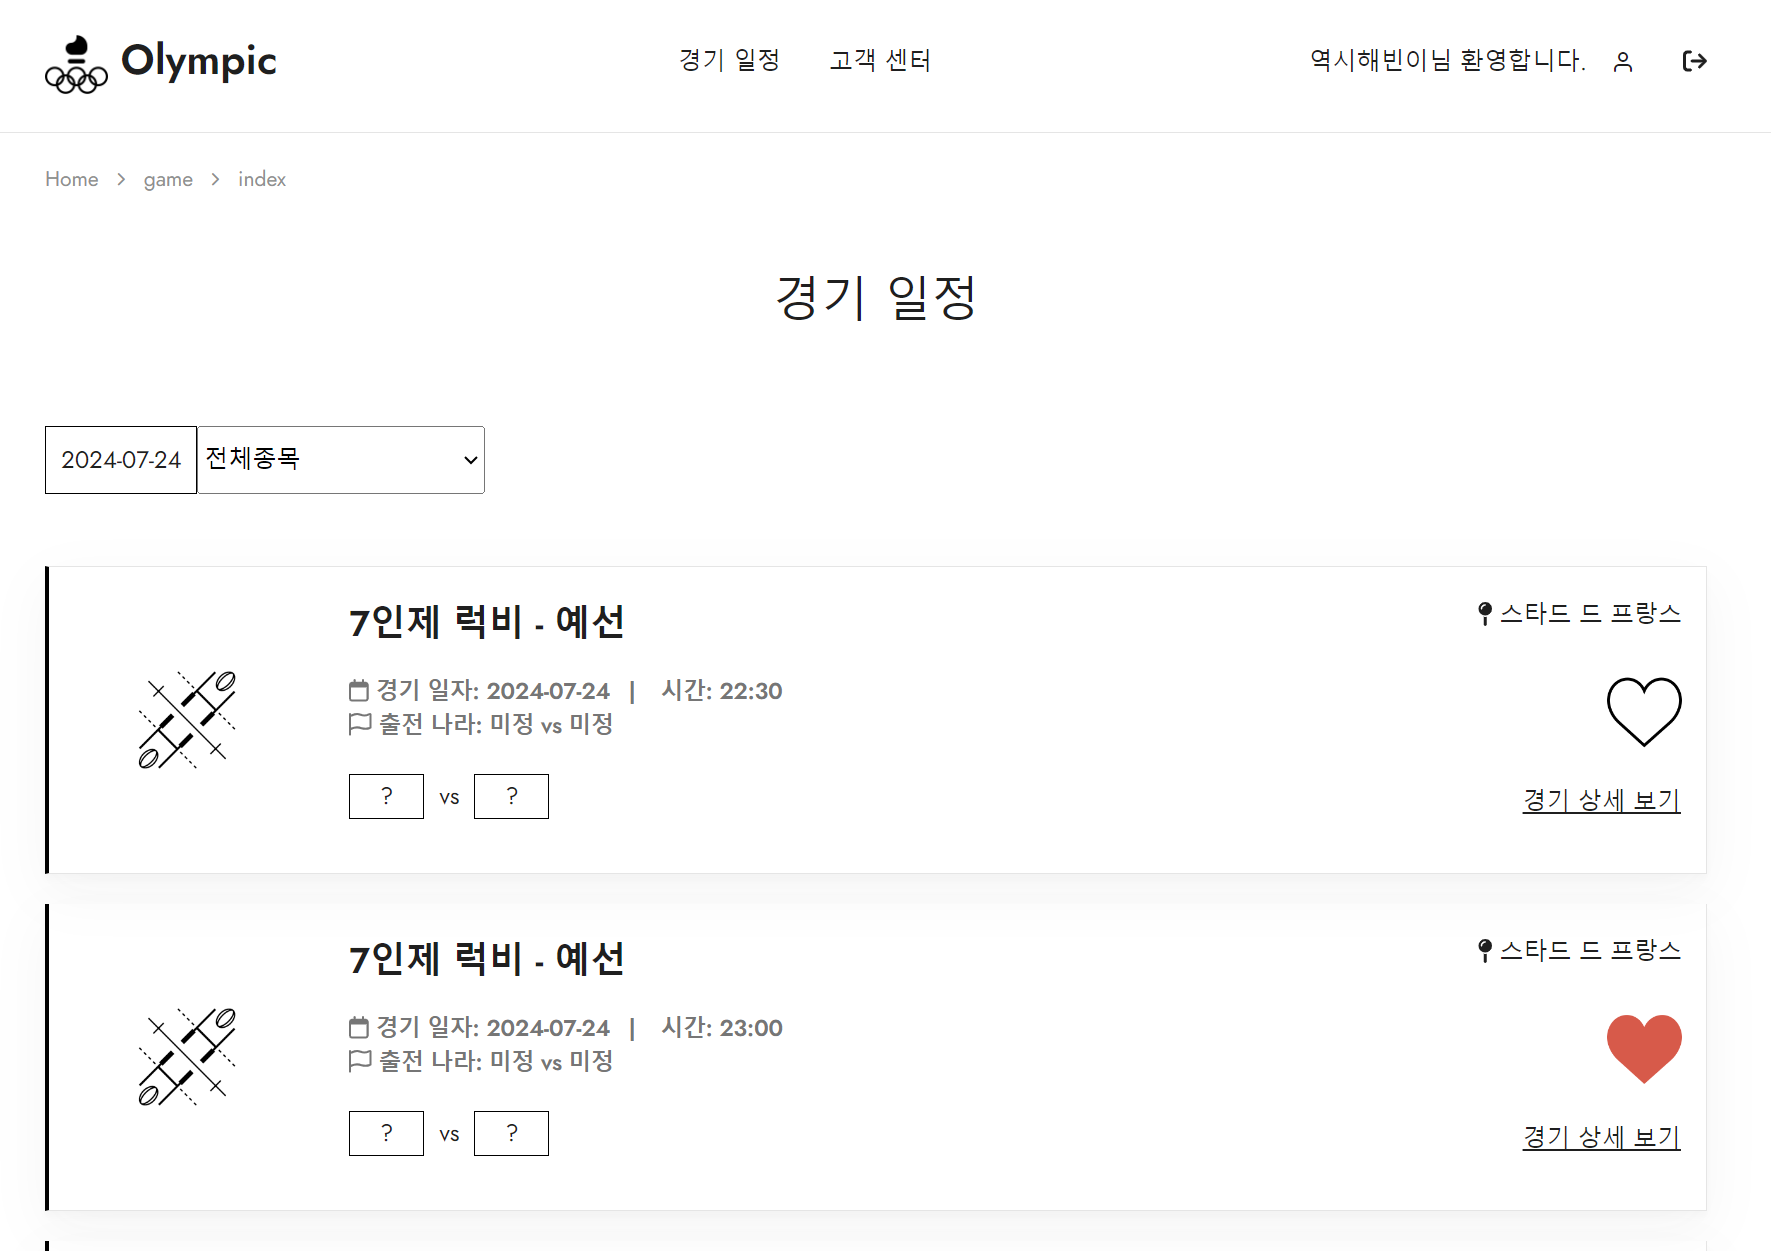 Olympic
경기 일정
고객 센터
역시해빈이님 환영합니다.
Home > game > index
경기 일정
2024-07-24
전체종목
7인제 럭비 - 예선
스타드 드 프랑스
경기 일자: 2024-07-24 | 시간: 22:30
출전 나라: 미정 vs 미정
? vs ?
경기 상세 보기
7인제 럭비 - 예선
스타드 드 프랑스
경기 일자: 2024-07-24 | 시간: 23:00
출전 나라: 미정 vs 미정
? vs ?
경기 상세 보기